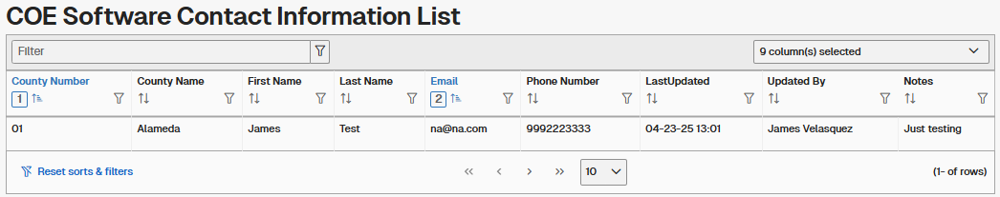 COE Software Contact Information List
Filter
9 column(s) selected
County Number County Name First Name Last Name Email Phone Number LastUpdated Updated By Notes
1 2
01 Alameda James Test na@na.com 9992223333 04-23-25 13:01 James Velasquez Just testing
Reset sorts & filters 10 (1- of rows)